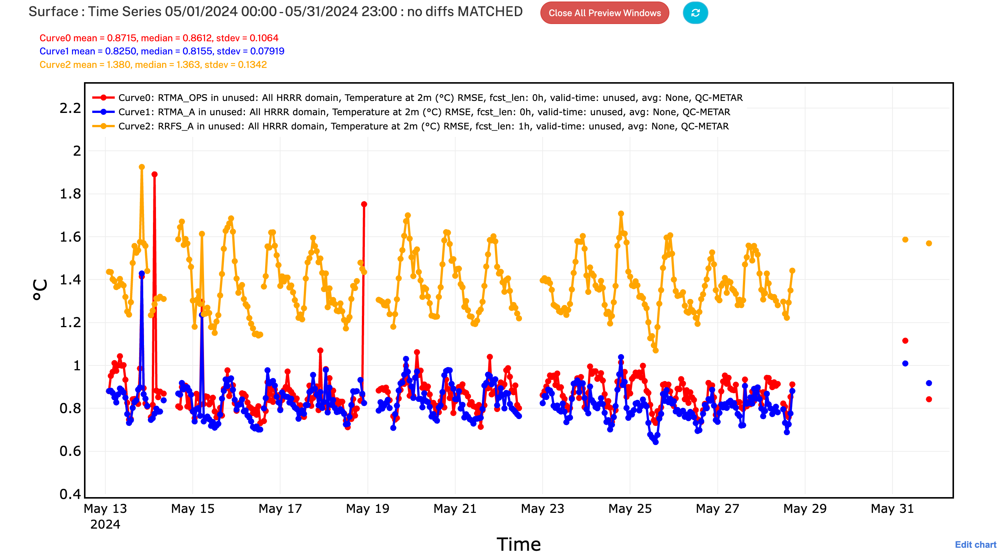 Surface : Time Series 05/01/2024 00:00 - 05/31/2024 23:00 : no diffs MATCHED
Close All Preview Windows
Curve0 mean = 0.8715, median = 0.8612, stdev = 0.1064
Curve1 mean = 0.8250, median = 0.8155, stdev = 0.07919
Curve2 mean = 1.380, median = 1.363, stdev = 0.1342
Curve0: RTMA_OPS in unused: All HRRR domain, Temperature at 2m (°C) RMSE, fcst_len: 0h, valid-time: unused, avg: None, QC-METAR
Curve1: RTMA_A in unused: All HRRR domain, Temperature at 2m (°C) RMSE, fcst_len: 0h, valid-time: unused, avg: None, QC-METAR
Curve2: RRFS_A in unused: All HRRR domain, Temperature at 2m (°C) RMSE, fcst_len: 1h, valid-time: unused, avg: None, QC-METAR
2.2
2
1.8
1.6
1.4
1.2
1
0.8
0.6
0.4
°C
May 13 May 15 May 17 May 19 May 21 May 23 May 25 May 27 May 29 May 31
2024
Time
Edit chart